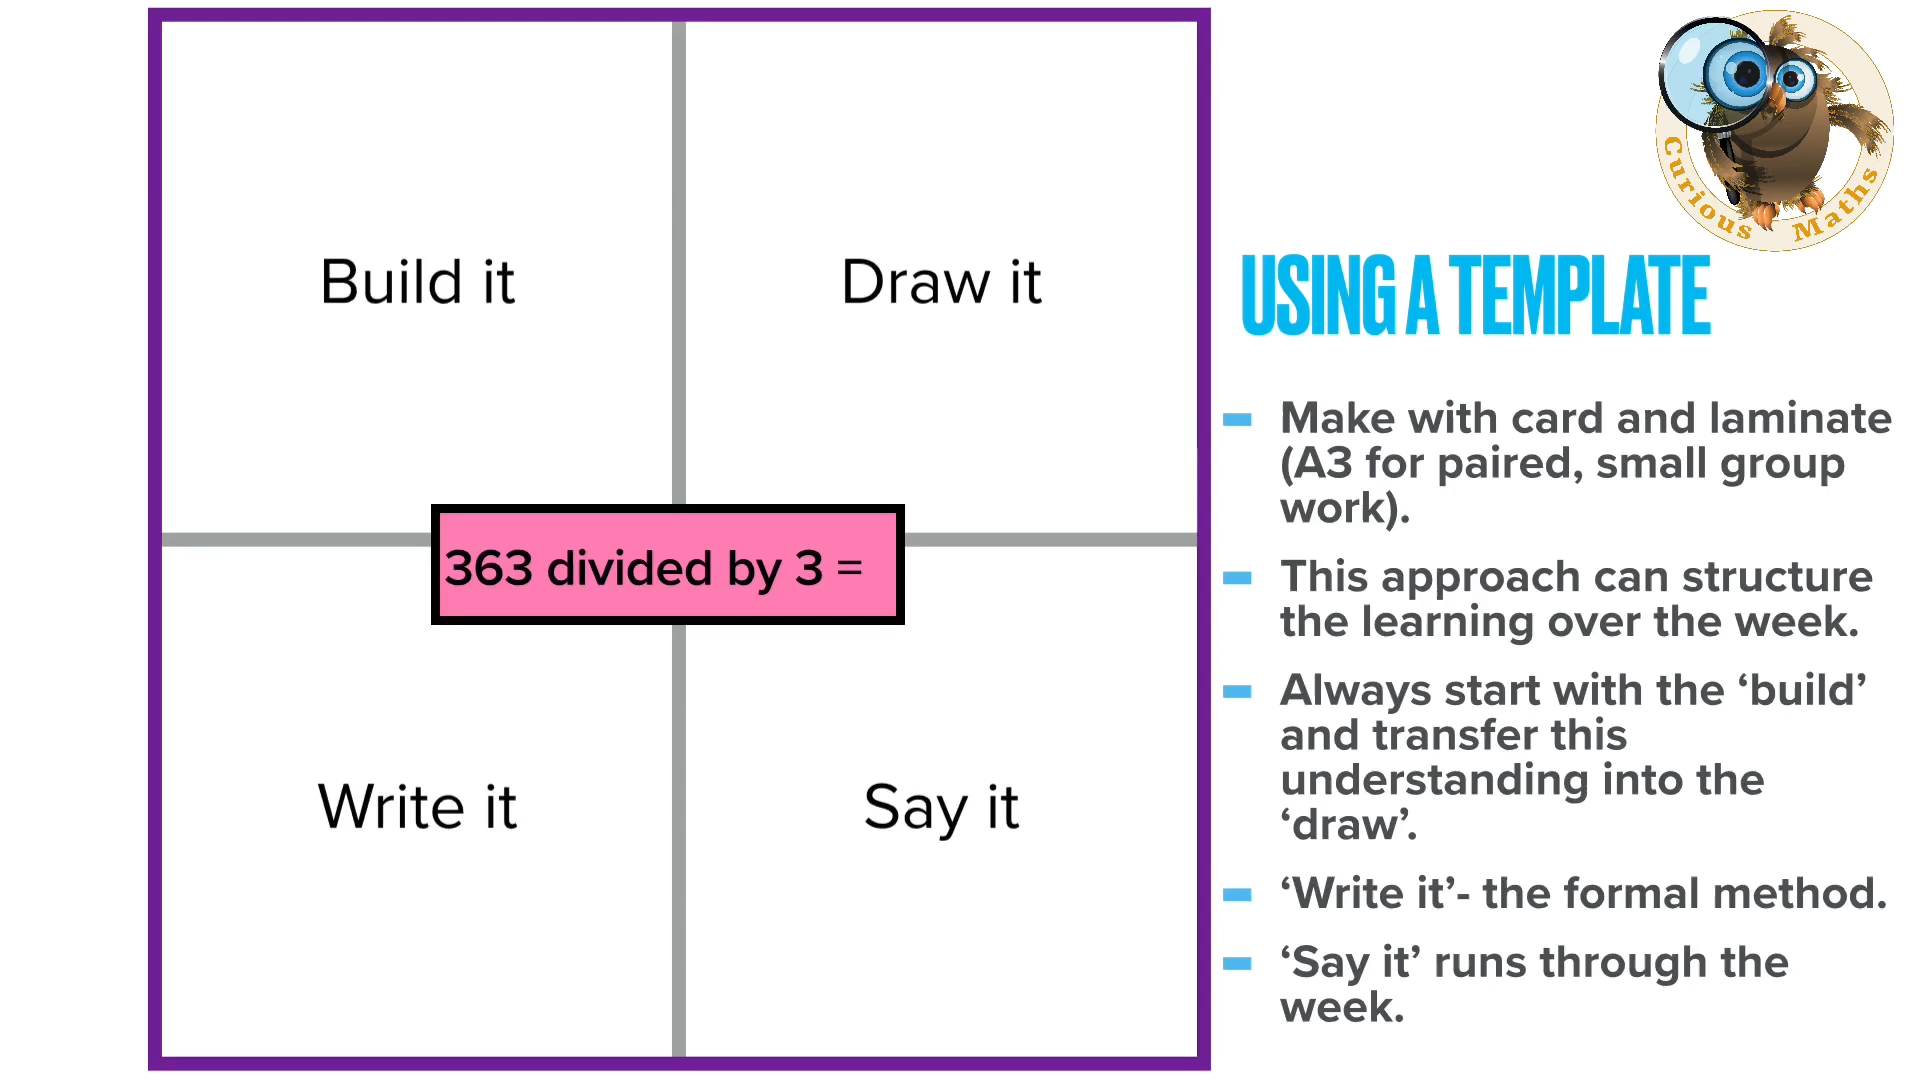 Build it
Draw it
363 divided by 3 =
Write it
Say it
Curious Maths
USING A TEMPLATE
Make with card and laminate
(A3 for paired, small group
work).
This approach can structure
the learning over the week.
Always start with the ‘build’
and transfer this
understanding into the
‘draw’.
‘Write it’- the formal method.
‘Say it’ runs through the
week.